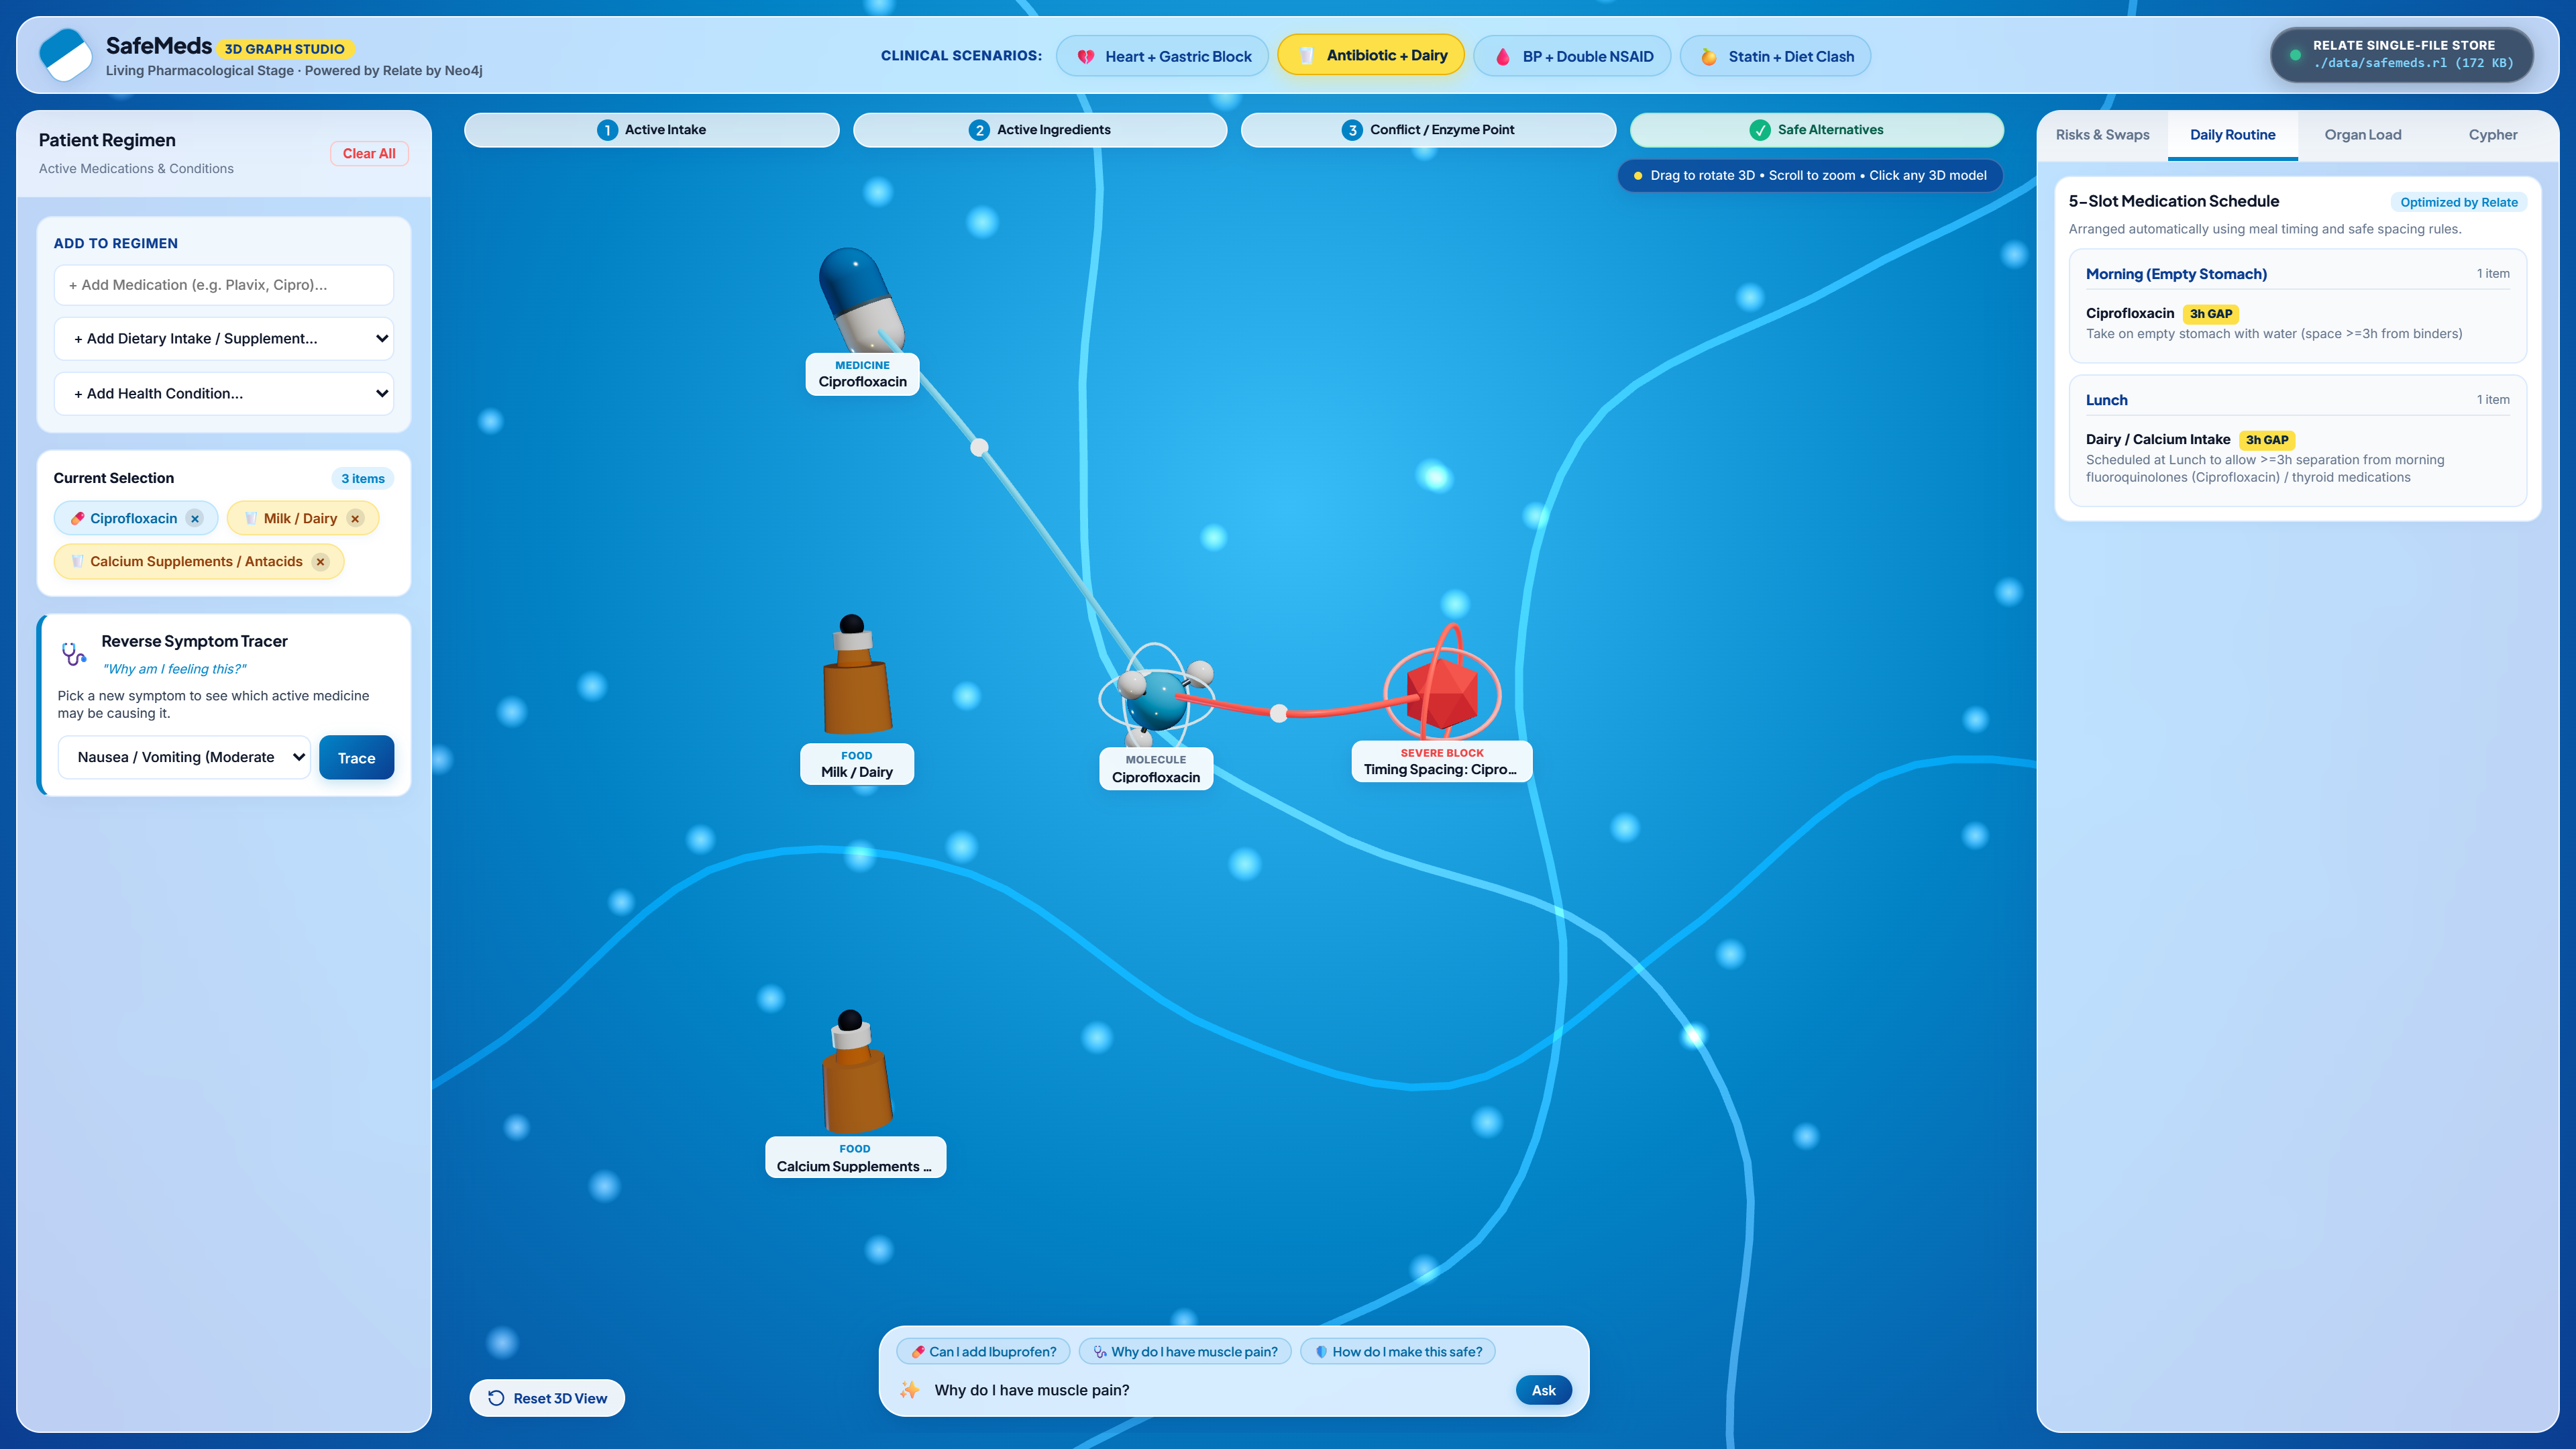 SafeMeds 3D GRAPH STUDIO
Living Pharmacological Stage · Powered by Relate by Neo4j
CLINICAL SCENARIOS:
Heart + Gastric Block
Antibiotic + Dairy
BP + Double NSAID
Statin + Diet Clash
RELATE SINGLE-FILE STORE
./data/safemeds.rl (172 KB)
Patient Regimen
Active Medications & Conditions
Clear All
ADD TO REGIMEN
+ Add Medication (e.g. Plavix, Cipro)...
+ Add Dietary Intake / Supplement...
+ Add Health Condition...
Current Selection
3 items
Ciprofloxacin ×
Milk / Dairy ×
Calcium Supplements / Antacids ×
Reverse Symptom Tracer
"Why am I feeling this?"
Pick a new symptom to see which active medicine
may be causing it.
Nausea / Vomiting (Moderate
Trace
1 Active Intake
2 Active Ingredients
3 Conflict / Enzyme Point
✓ Safe Alternatives
Drag to rotate 3D • Scroll to zoom • Click any 3D model
MEDICINE
Ciprofloxacin
FOOD
Milk / Dairy
MOLECULE
Ciprofloxacin
SEVERE BLOCK
Timing Spacing: Cipro...
FOOD
Calcium Supplements ...
Reset 3D View
Can I add Ibuprofen?
Why do I have muscle pain?
How do I make this safe?
Why do I have muscle pain?
Ask
Risks & Swaps
Daily Routine
Organ Load
Cypher
5-Slot Medication Schedule
Optimized by Relate
Arranged automatically using meal timing and safe spacing rules.
Morning (Empty Stomach)
1 item
Ciprofloxacin 3h GAP
Take on empty stomach with water (space >=3h from binders)
Lunch
1 item
Dairy / Calcium Intake 3h GAP
Scheduled at Lunch to allow >=3h separation from morning
fluoroquinolones (Ciprofloxacin) / thyroid medications